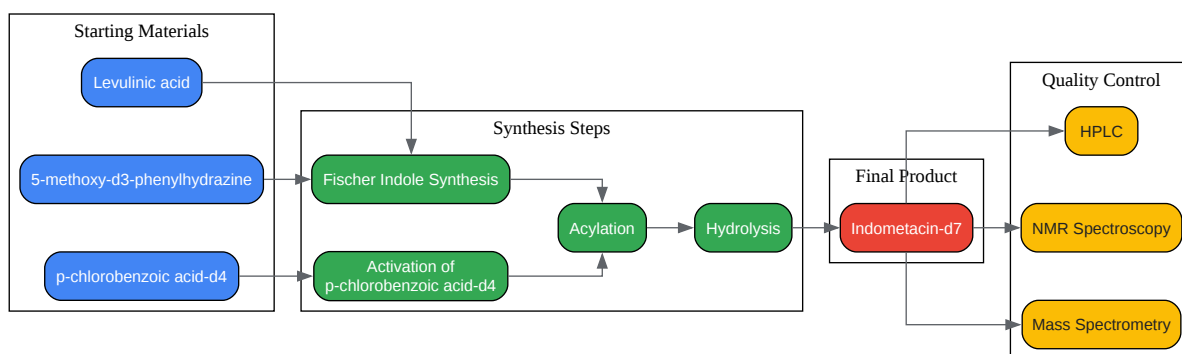 Starting Materials
Levulinic acid
5-methoxy-d3-phenylhydrazine
p-chlorobenzoic acid-d4
Synthesis Steps
Fischer Indole Synthesis
Activation of
p-chlorobenzoic acid-d4
Acylation
Hydrolysis
Final Product
Indometacin-d7
Quality Control
HPLC
NMR Spectroscopy
Mass Spectrometry